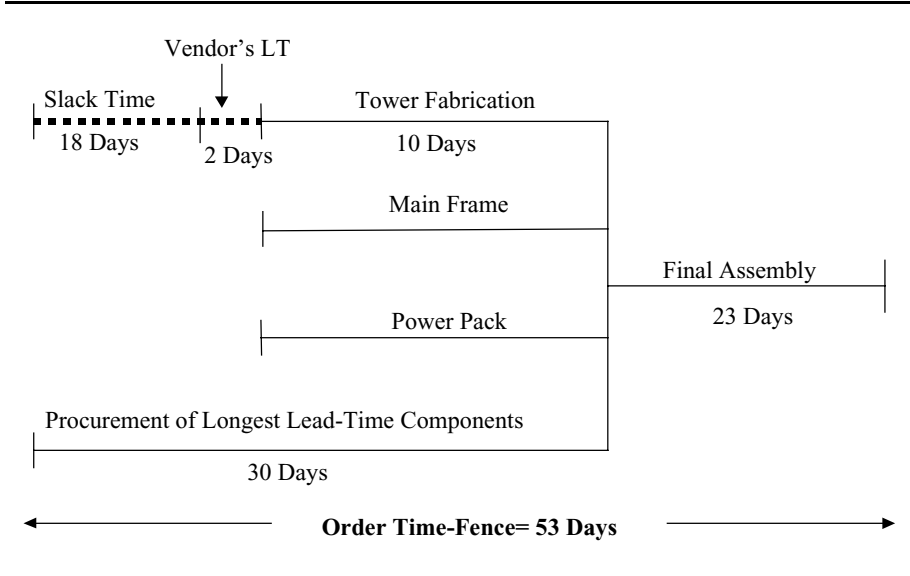 Vendor’s LT
Slack Time
Tower Fabrication
18 Days
2 Days
10 Days
Main Frame
Final Assembly
23 Days
Power Pack
Procurement of Longest Lead-Time Components
30 Days
Order Time-Fence= 53 Days